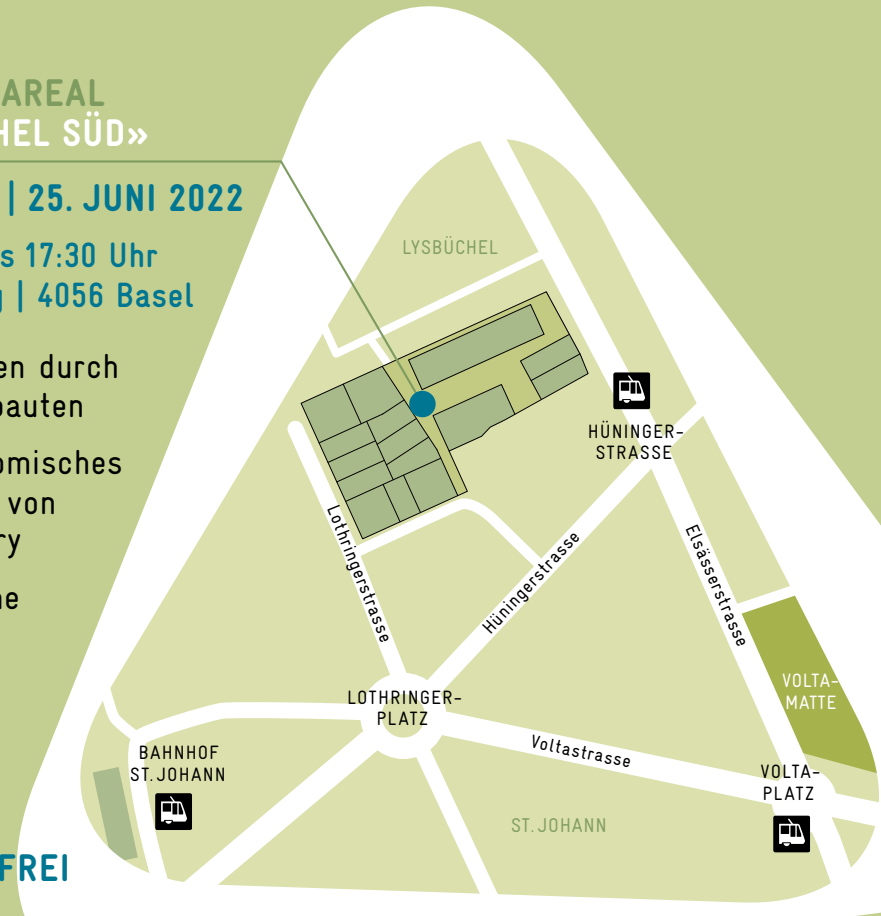 AREAL
HEL SÜD»
| 25. JUNI 2022
s 17:30 Uhr
| 4056 Basel
en durch
bauten
omisches
von
ry
ne
FREI
LYSBÜCHEL
HÜNINGER-
STRASSE
Lothringerstrasse
Hüningerstrasse
Elsässerstrasse
VOLTA-
MATTE
LOTHRINGER-
PLATZ
Voltastrasse
BAHNHOF
ST. JOHANN
VOLTA-
PLATZ
ST. JOHANN